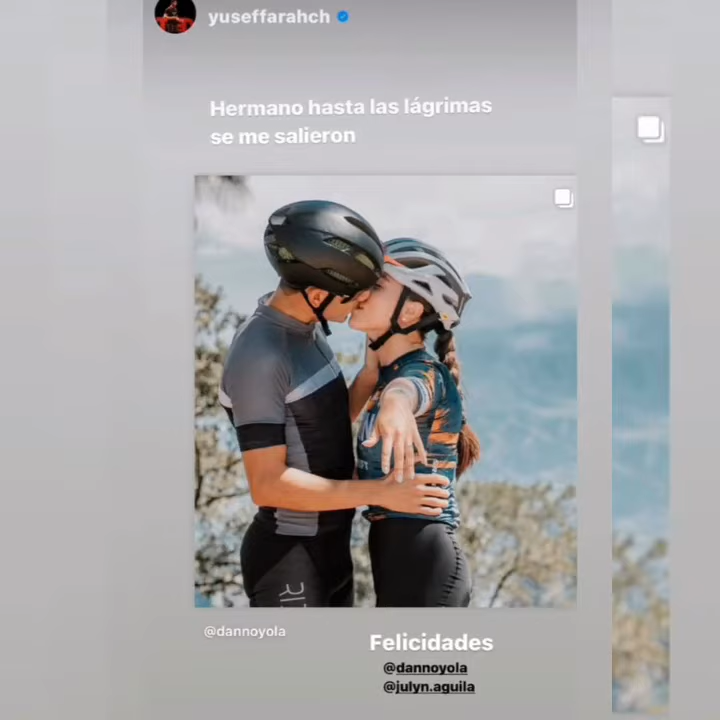 yuseffarahch
Hermano hasta las lágrimas
se me salieron
@dannoyola
Felicidades
@dannoyola
@julyn.aguila